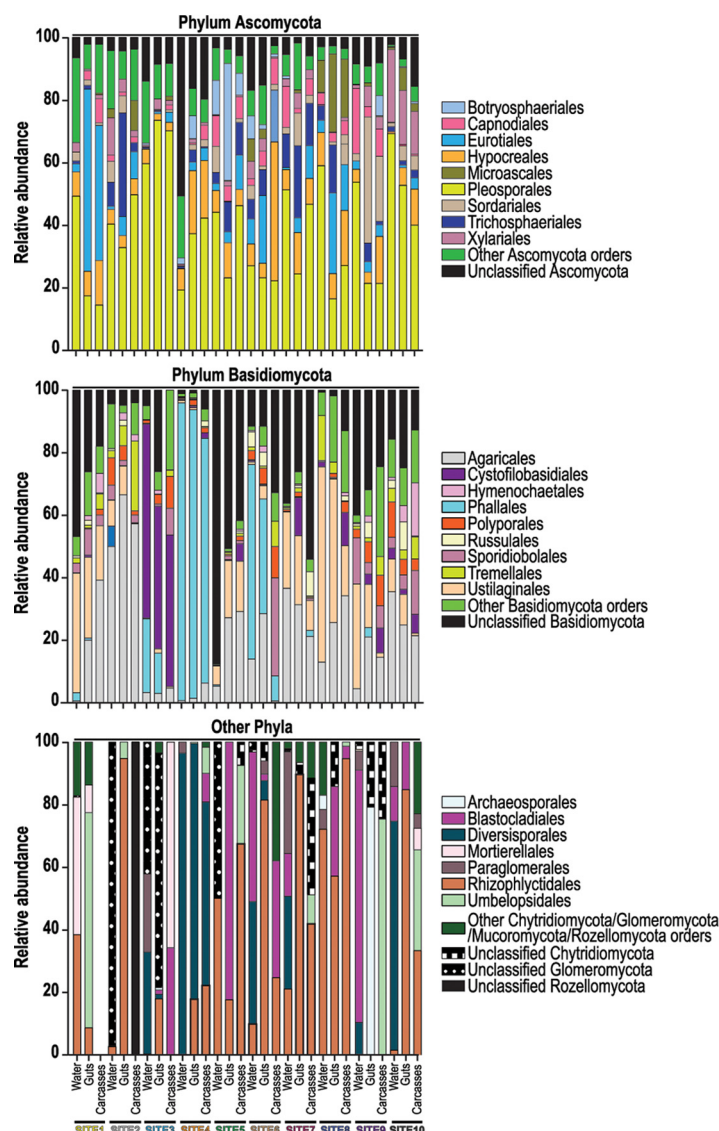 Phylum Ascomycota
Relative abundance
100
80
60
40
20
0
Botryosphaeriales
Capnodiales
Eurotiales
Hypocreales
Microascales
Pleosporales
Sordariales
Trichosphaeriales
Xylariales
Other Ascomycota orders
Unclassified Ascomycota
Phylum Basidiomycota
Relative abundance
100
80
60
40
20
0
Agaricales
Cystofilobasidiales
Hymenochaetales
Phallales
Polyporales
Russulales
Sporidiobolales
Tremellales
Ustilaginales
Other Basidiomycota orders
Unclassified Basidiomycota
Other Phyla
Relative abundance
100
80
60
40
20
0
Archaeosporales
Blastocladiales
Diversisporales
Mortierellales
Paraglomerales
Rhizophlyctidales
Umbelopsidales
Other Chytridiomycota/Glomeromycota
/Mucoromycota/Rozellomycota orders
Unclassified Chytridiomycota
Unclassified Glomeromycota
Unclassified Rozellomycota
Water
Guts
Carcasses
Water
Guts
Carcasses
Water
Guts
Carcasses
Water
Guts
Carcasses
Water
Guts
Carcasses
Water
Guts
Carcasses
Water
Guts
Carcasses
Water
Guts
Carcasses
Water
Guts
Carcasses
Water
Guts
Carcasses
SITE1 SITE2 SITE3 SITE4 SITE5 SITE6 SITE7 SITE8 SITE9 SITE10